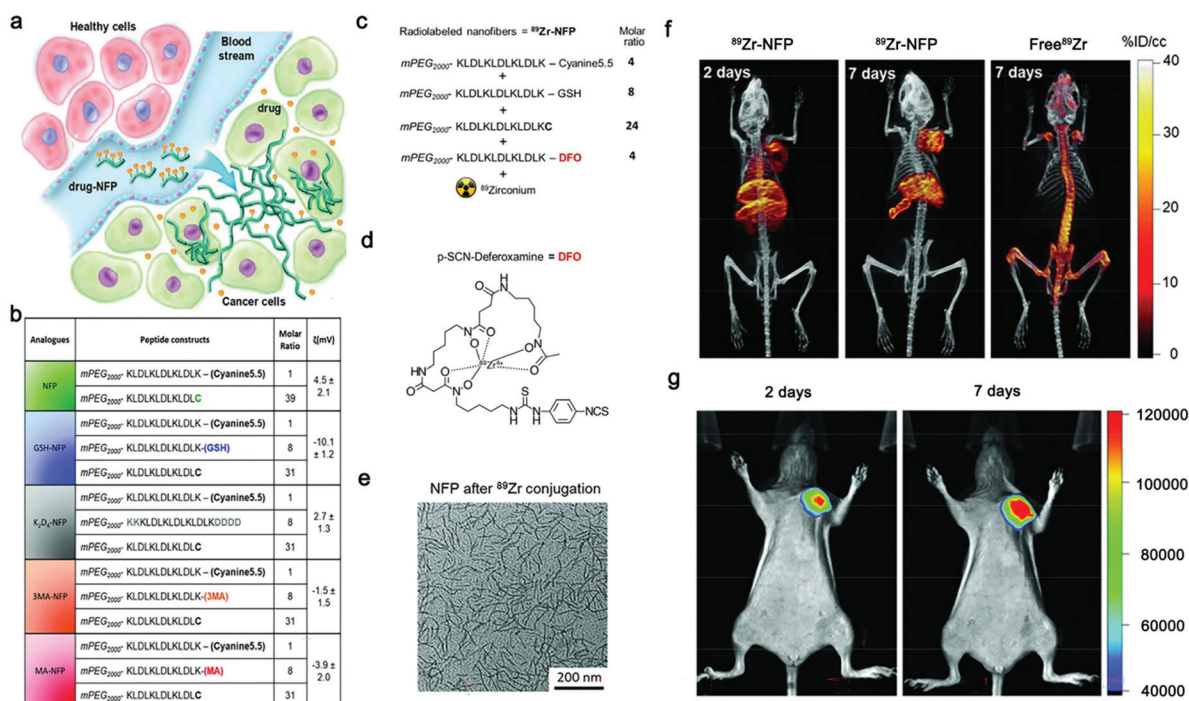 a
Healthy cells
Blood
stream
drug
drug-NFP
Cancer cells
b
Analogues Peptide constructs Molar Ratio ζ(mV)
NFP
mPEG2000- KLDLKLDLKLDLK – (Cyanine5.5) 1
4.5 ± 2.1
mPEG2000- KLDLKLDLKLDLC 39
GSH-NFP
mPEG2000- KLDLKLDLKLDLK – (Cyanine5.5) 1
-10.1 ± 1.2
mPEG2000- KLDLKLDLKLDLK-(GSH) 8
mPEG2000- KLDLKLDLKLDLC 31
K2D4-NFP
mPEG2000- KLDLKLDLKLDLK – (Cyanine5.5) 1
2.7 ± 1.3
mPEG2000- KKKLDLKLDLKLDLKDDDD 8
mPEG2000- KLDLKLDLKLDLC 31
3MA-NFP
mPEG2000- KLDLKLDLKLDLK – (Cyanine5.5) 1
-1.5 ± 1.5
mPEG2000- KLDLKLDLKLDLK-(3MA) 8
mPEG2000- KLDLKLDLKLDLC 31
MA-NFP
mPEG2000- KLDLKLDLKLDLK – (Cyanine5.5) 1
-3.9 ± 2.0
mPEG2000- KLDLKLDLKLDLK-(MA) 8
mPEG2000- KLDLKLDLKLDLC 31
c
Radiolabeled nanofibers = 89Zr-NFP
Molar
ratio
mPEG2000- KLDLKLDLKLDLK – Cyanine5.5 4
+
mPEG2000- KLDLKLDLKLDLK – GSH 8
+
mPEG2000- KLDLKLDLKLDLKC 24
+
mPEG2000- KLDLKLDLKLDLK – DFO 4
+
89Zirconium
d
p-SCN-Deferoxamine = DFO
O
HN
O
N
O
N
O
O
89Zr4+
HN
O
O
O
O
N
N
H
S
N
H
NCS
e
NFP after 89Zr conjugation
200 nm
f
89Zr-NFP
89Zr-NFP
Free89Zr
%ID/cc
2 days
7 days
7 days
40
30
20
10
0
g
2 days
7 days
120000
100000
80000
60000
40000